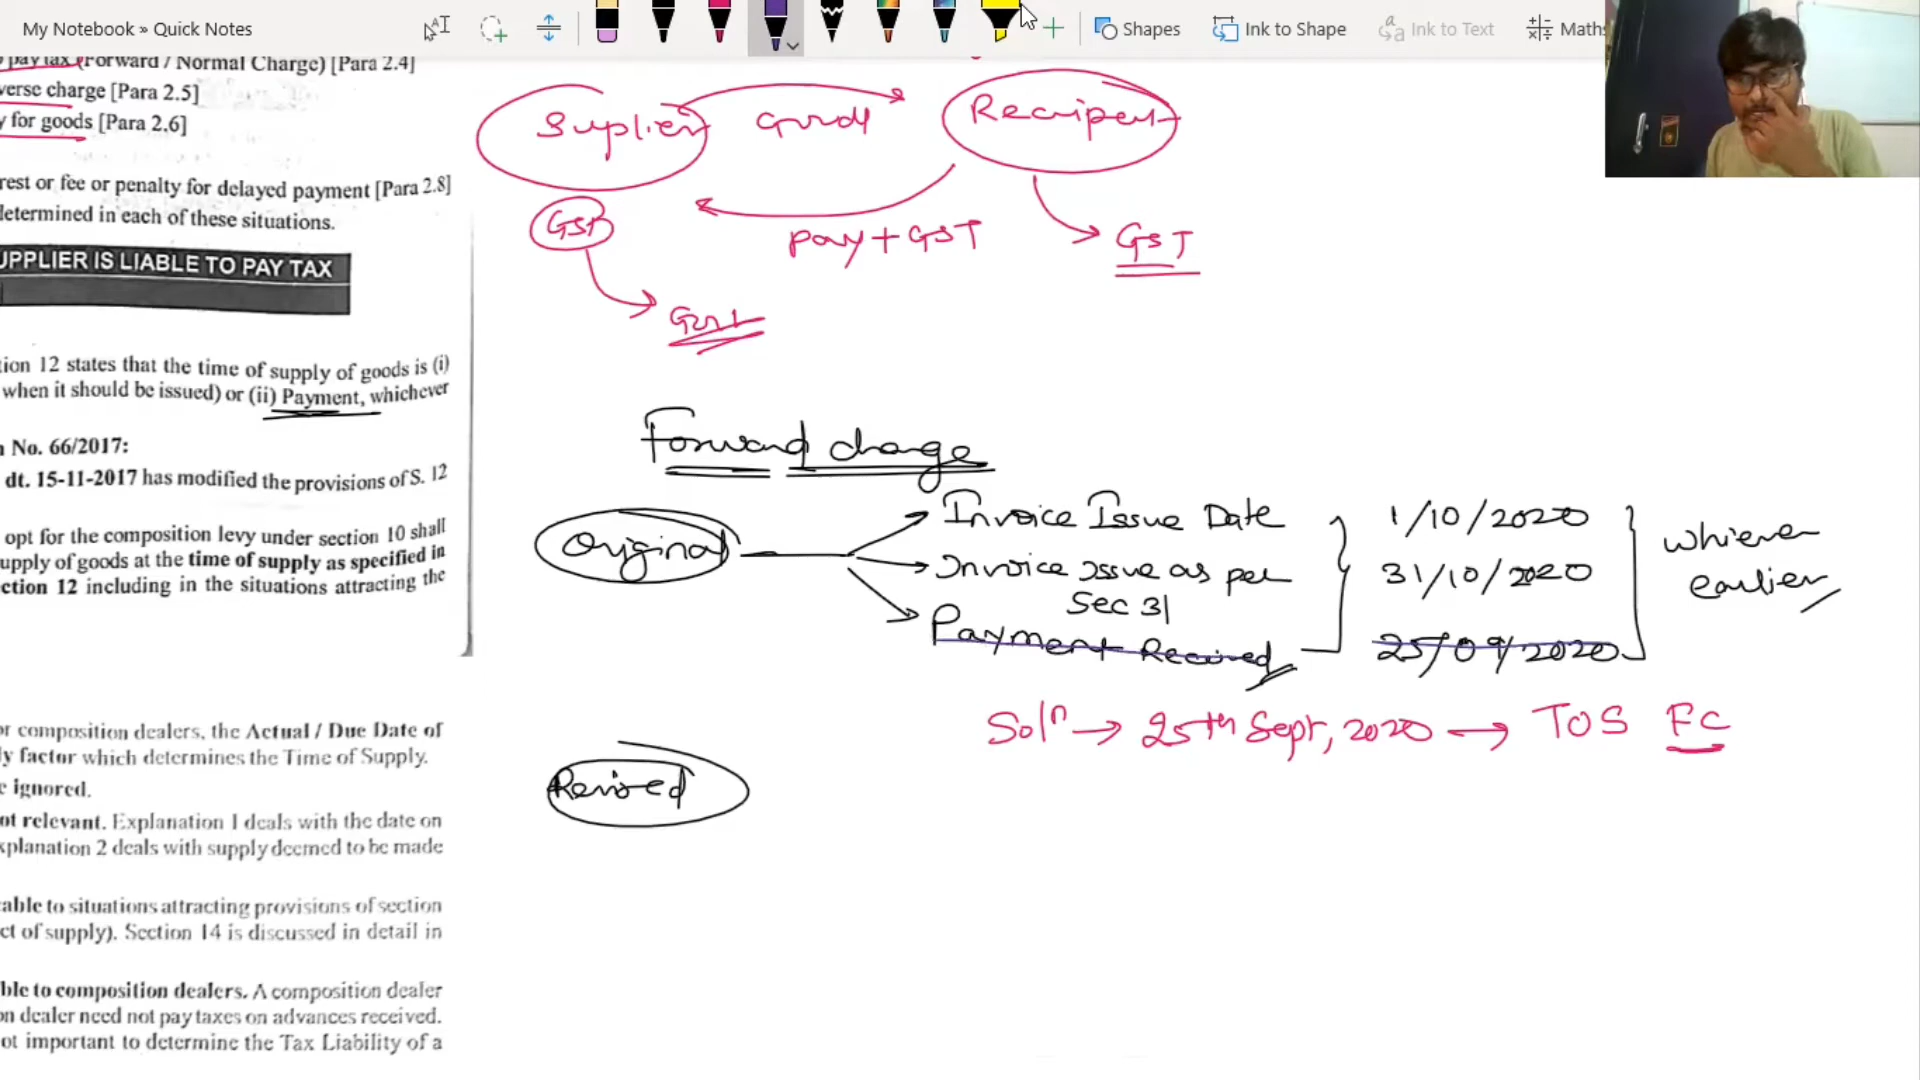 My Notebook » Quick Notes
Shapes
Ink to Shape
Ink to Text
Maths
pay tax (Forward / Normal Charge) [Para 2.4]
verse charge [Para 2.5]
y for goods [Para 2.6]
rest or fee or penalty for delayed payment [Para 2.8]
determined in each of these situations.
UPPLIER IS LIABLE TO PAY TAX
tion 12 states that the time of supply of goods is (i)
when it should be issued) or (ii) Payment, whichever
n No. 66/2017:
dt. 15-11-2017 has modified the provisions of S. 12
opt for the composition levy under section 10 shall
upply of goods at the time of supply as specified in
ction 12 including in the situations attracting the
or composition dealers, the Actual / Due Date of
ly factor which determines the Time of Supply.
e ignored.
ot relevant. Explanation 1 deals with the date on
xplanation 2 deals with supply deemed to be made
able to situations attracting provisions of section
ct of supply). Section 14 is discussed in detail in
ble to composition dealers. A composition dealer
on dealer need not pay taxes on advances received.
ot important to determine the Tax Liability of a
Suplier
Recipent
GST
pay + GST
GST
Forward charge
Original
Invoice Issue Date
1/10/2020
Invoice issue as per
Sec 31
31/10/2020
Payment Received
25/09/2020
whiever
earlier
Solⁿ → 25th Sept, 2020 → TOS FC
Revised